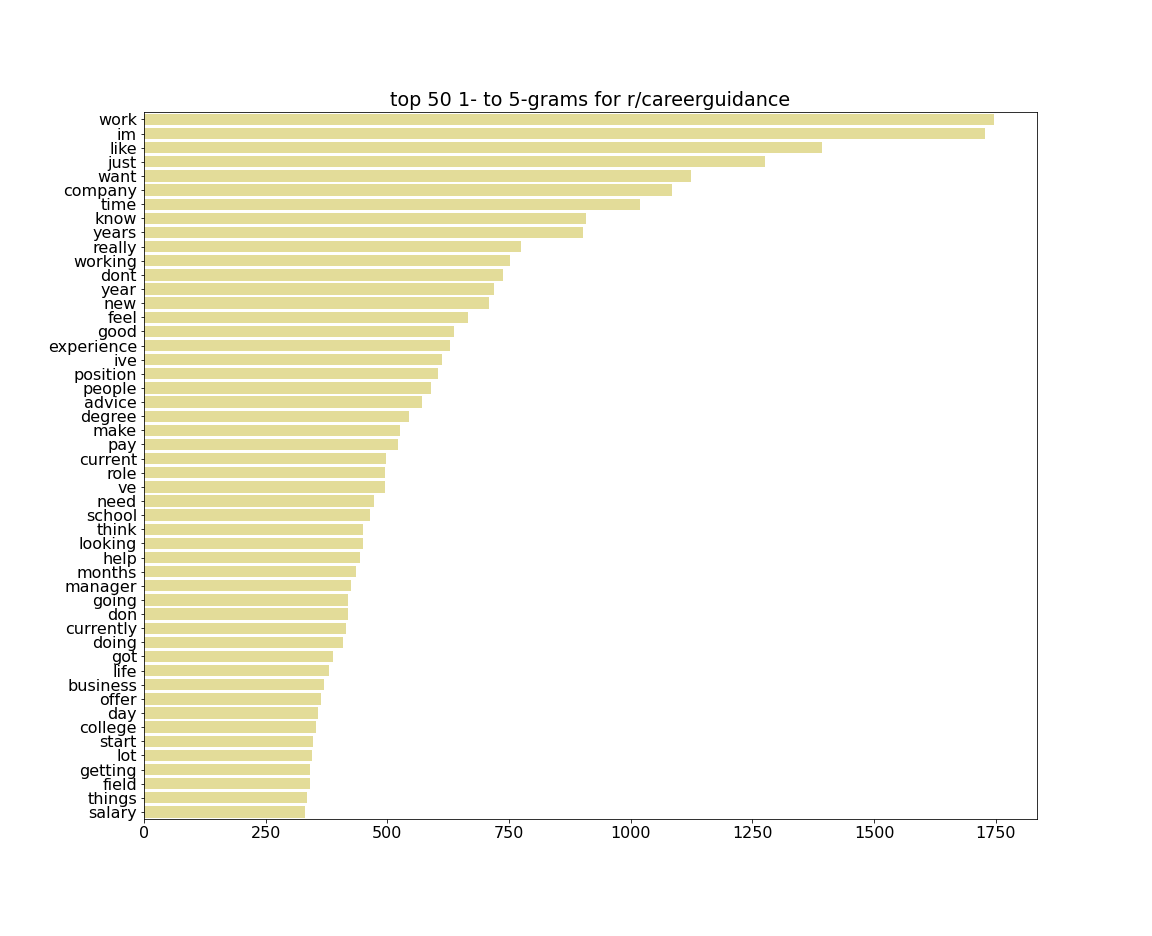 top 50 1- to 5-grams for r/careerguidance
work
im
like
just
want
company
time
know
years
really
working
dont
year
new
feel
good
experience
ive
position
people
advice
degree
make
pay
current
role
ve
need
school
think
looking
help
months
manager
going
don
currently
doing
got
life
business
offer
day
college
start
lot
getting
field
things
salary
0 250 500 750 1000 1250 1500 1750